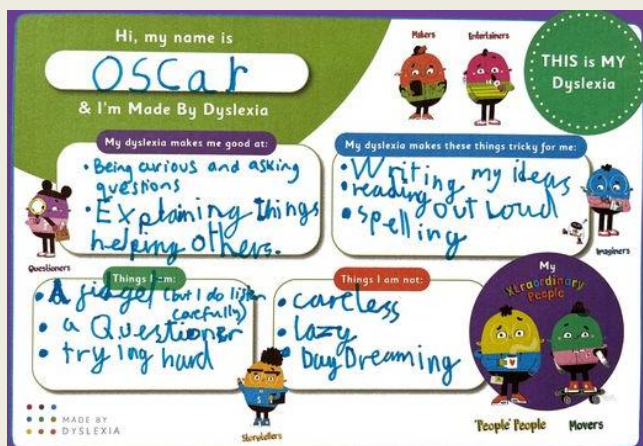 Hi, my name is
Oscar
& I'm Made By Dyslexia
Makers
Entertainers
THIS is MY
Dyslexia
My dyslexia makes me good at:
• Being curious and asking
questions
• Explaining things
helping others.
Questioners
My dyslexia makes these things tricky for me:
• Writing my ideas
• reading out loud
• spelling
Imaginers
Things I am:
• A fidget (but I do listen
carefully)
• a Questioner
• trying hard
Storytellers
Things I am not:
• careless
• lazy
• DayDreaming
My
Xtraordinary
People
'People' People
Movers
MADE BY
DYSLEXIA